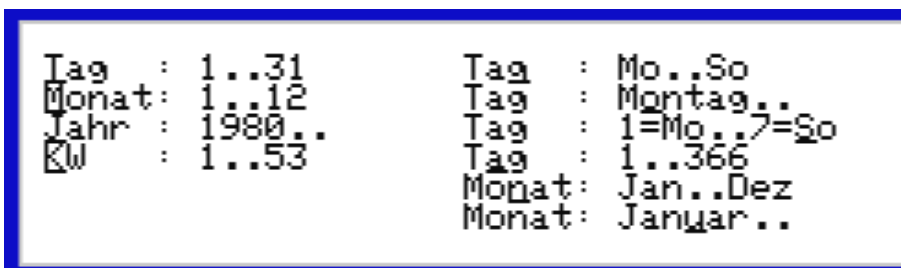 Tag : 1..31
Monat: 1..12
Jahr : 1980..
KW : 1..53
Tag : Mo..So
Tag : Montag..
Tag : 1=Mo..7=So
Tag : 1..366
Monat: Jan..Dez
Monat: Januar..